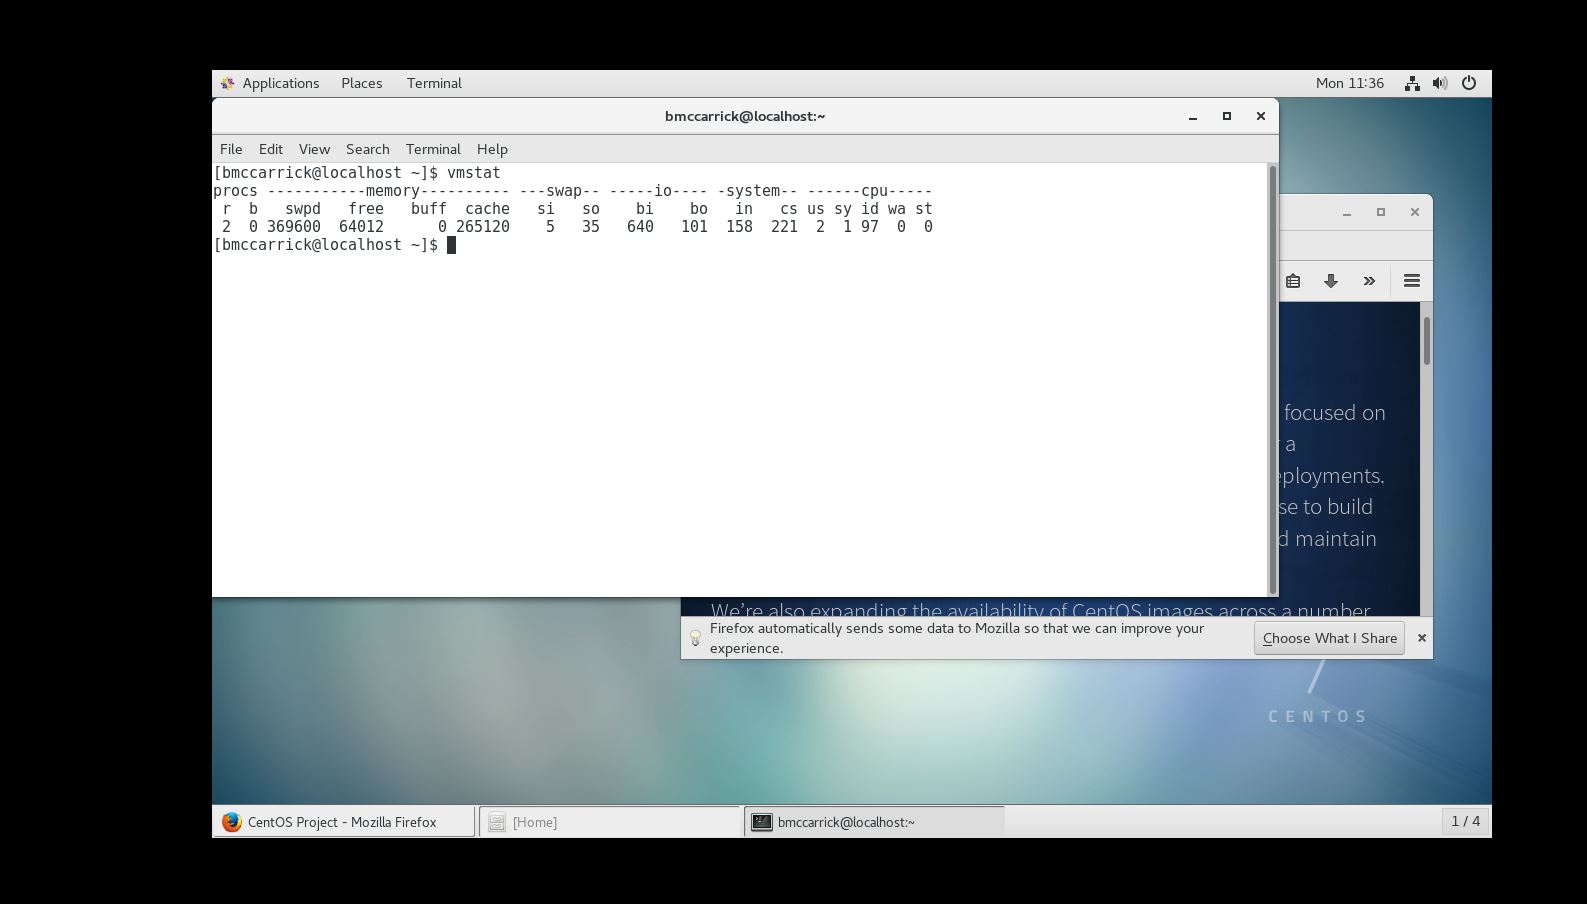 Applications Places Terminal Mon 11:36
bmccarrick@localhost:~
File Edit View Search Terminal Help
[bmccarrick@localhost ~]$ vmstat
procs -----------memory---------- ---swap-- -----io---- -system-- ------cpu-----
 r  b   swpd   free   buff  cache   si   so    bi    bo   in   cs us sy id wa st
 2  0 369600  64012      0 265120    5   35   640   101  158  221  2  1 97  0  0
[bmccarrick@localhost ~]$
focused on
a
eployments.
se to build
d maintain
We're also expanding the availability of CentOS images across a number
Firefox automatically sends some data to Mozilla so that we can improve your
experience.
Choose What I Share
7
CENTOS
CentOS Project - Mozilla Firefox [Home] bmccarrick@localhost:~ 1 / 4